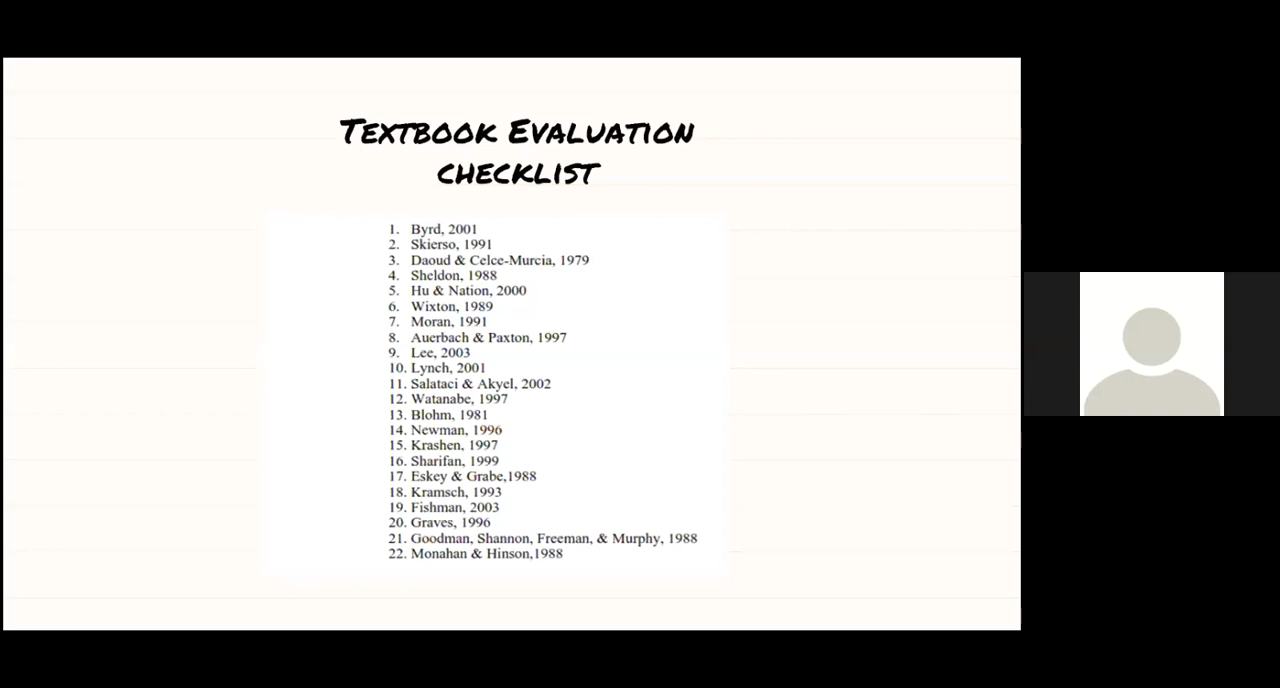 TEXTBOOK EVALUATION
CHECKLIST
1. Byrd, 2001
2. Skierso, 1991
3. Daoud & Celce-Murcia, 1979
4. Sheldon, 1988
5. Hu & Nation, 2000
6. Wixton, 1989
7. Moran, 1991
8. Auerbach & Paxton, 1997
9. Lee, 2003
10. Lynch, 2001
11. Salataci & Akyel, 2002
12. Watanabe, 1997
13. Blohm, 1981
14. Newman, 1996
15. Krashen, 1997
16. Sharifan, 1999
17. Eskey & Grabe,1988
18. Kramsch, 1993
19. Fishman, 2003
20. Graves, 1996
21. Goodman, Shannon, Freeman, & Murphy, 1988
22. Monahan & Hinson,1988